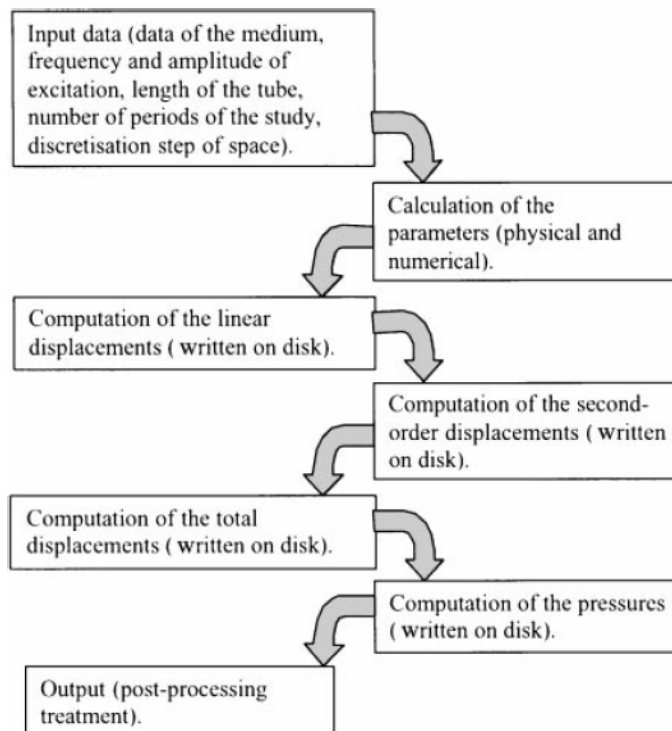 Input data (data of the medium,
frequency and amplitude of
excitation, length of the tube,
number of periods of the study,
discretisation step of space).
Calculation of the
parameters (physical and
numerical).
Computation of the linear
displacements ( written on disk).
Computation of the second-
order displacements ( written
on disk).
Computation of the total
displacements ( written on disk).
Computation of the pressures
( written on disk).
Output (post-processing
treatment).